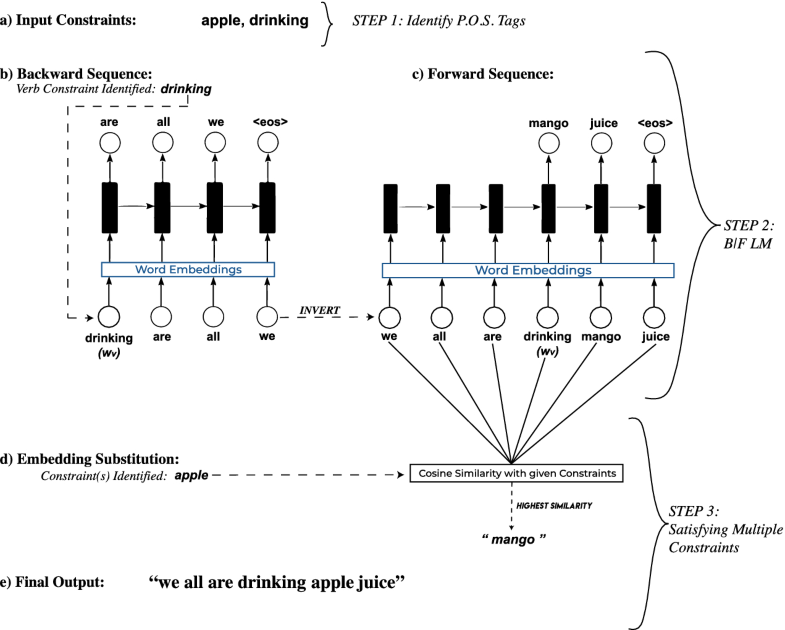 a) Input Constraints: apple, drinking STEP 1: Identify P.O.S. Tags
b) Backward Sequence:
Verb Constraint Identified: drinking
are all we <eos>
Word Embeddings
drinking are all we
(wv)
INVERT
c) Forward Sequence:
mango juice <eos>
Word Embeddings
we all are drinking mango juice
(wv)
STEP 2:
B|F LM
d) Embedding Substitution:
Constraint(s) Identified: apple
Cosine Similarity with given Constraints
HIGHEST SIMILARITY
“ mango ”
STEP 3:
Satisfying Multiple
Constraints
e) Final Output: “we all are drinking apple juice”